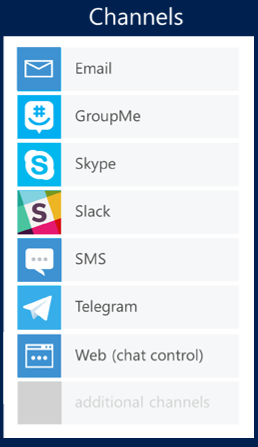 Channels
Email
GroupMe
Skype
Slack
SMS
Telegram
Web (chat control)
additional channels